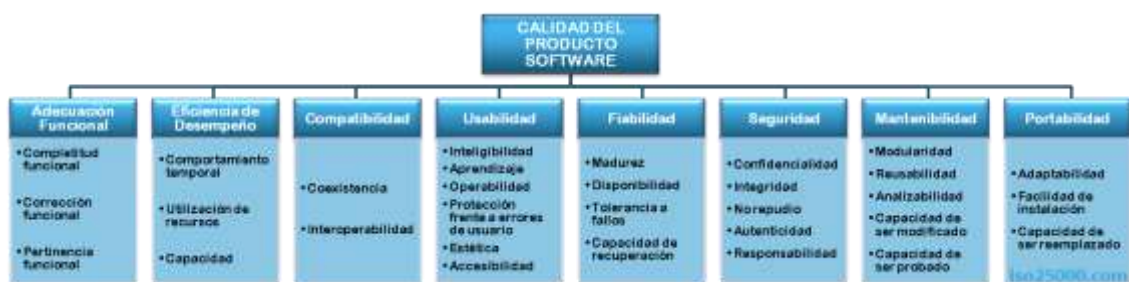 CALIDAD DEL
PRODUCTO
SOFTWARE
Adecuación
Funcional
• Completitud
funcional
• Corrección
funcional
• Pertinencia
funcional
Eficiencia de
Desempeño
• Comportamiento
temporal
• Utilización de
recursos
• Capacidad
Compatibilidad
• Coexistencia
• Interoperabilidad
Usabilidad
• Inteligibilidad
• Aprendizaje
• Operabilidad
• Protección
frente a errores
de usuario
• Estética
• Accesibilidad
Fiabilidad
• Madurez
• Disponibilidad
• Tolerancia a
fallos
• Capacidad de
recuperación
Seguridad
• Confidencialidad
• Integridad
• No repudio
• Autenticidad
• Responsabilidad
Mantenibilidad
• Modularidad
• Reusabilidad
• Analizabilidad
• Capacidad de
ser modificado
• Capacidad de
ser probado
Portabilidad
• Adaptabilidad
• Facilidad de
instalación
• Capacidad de
ser reemplazado
iso25000.com